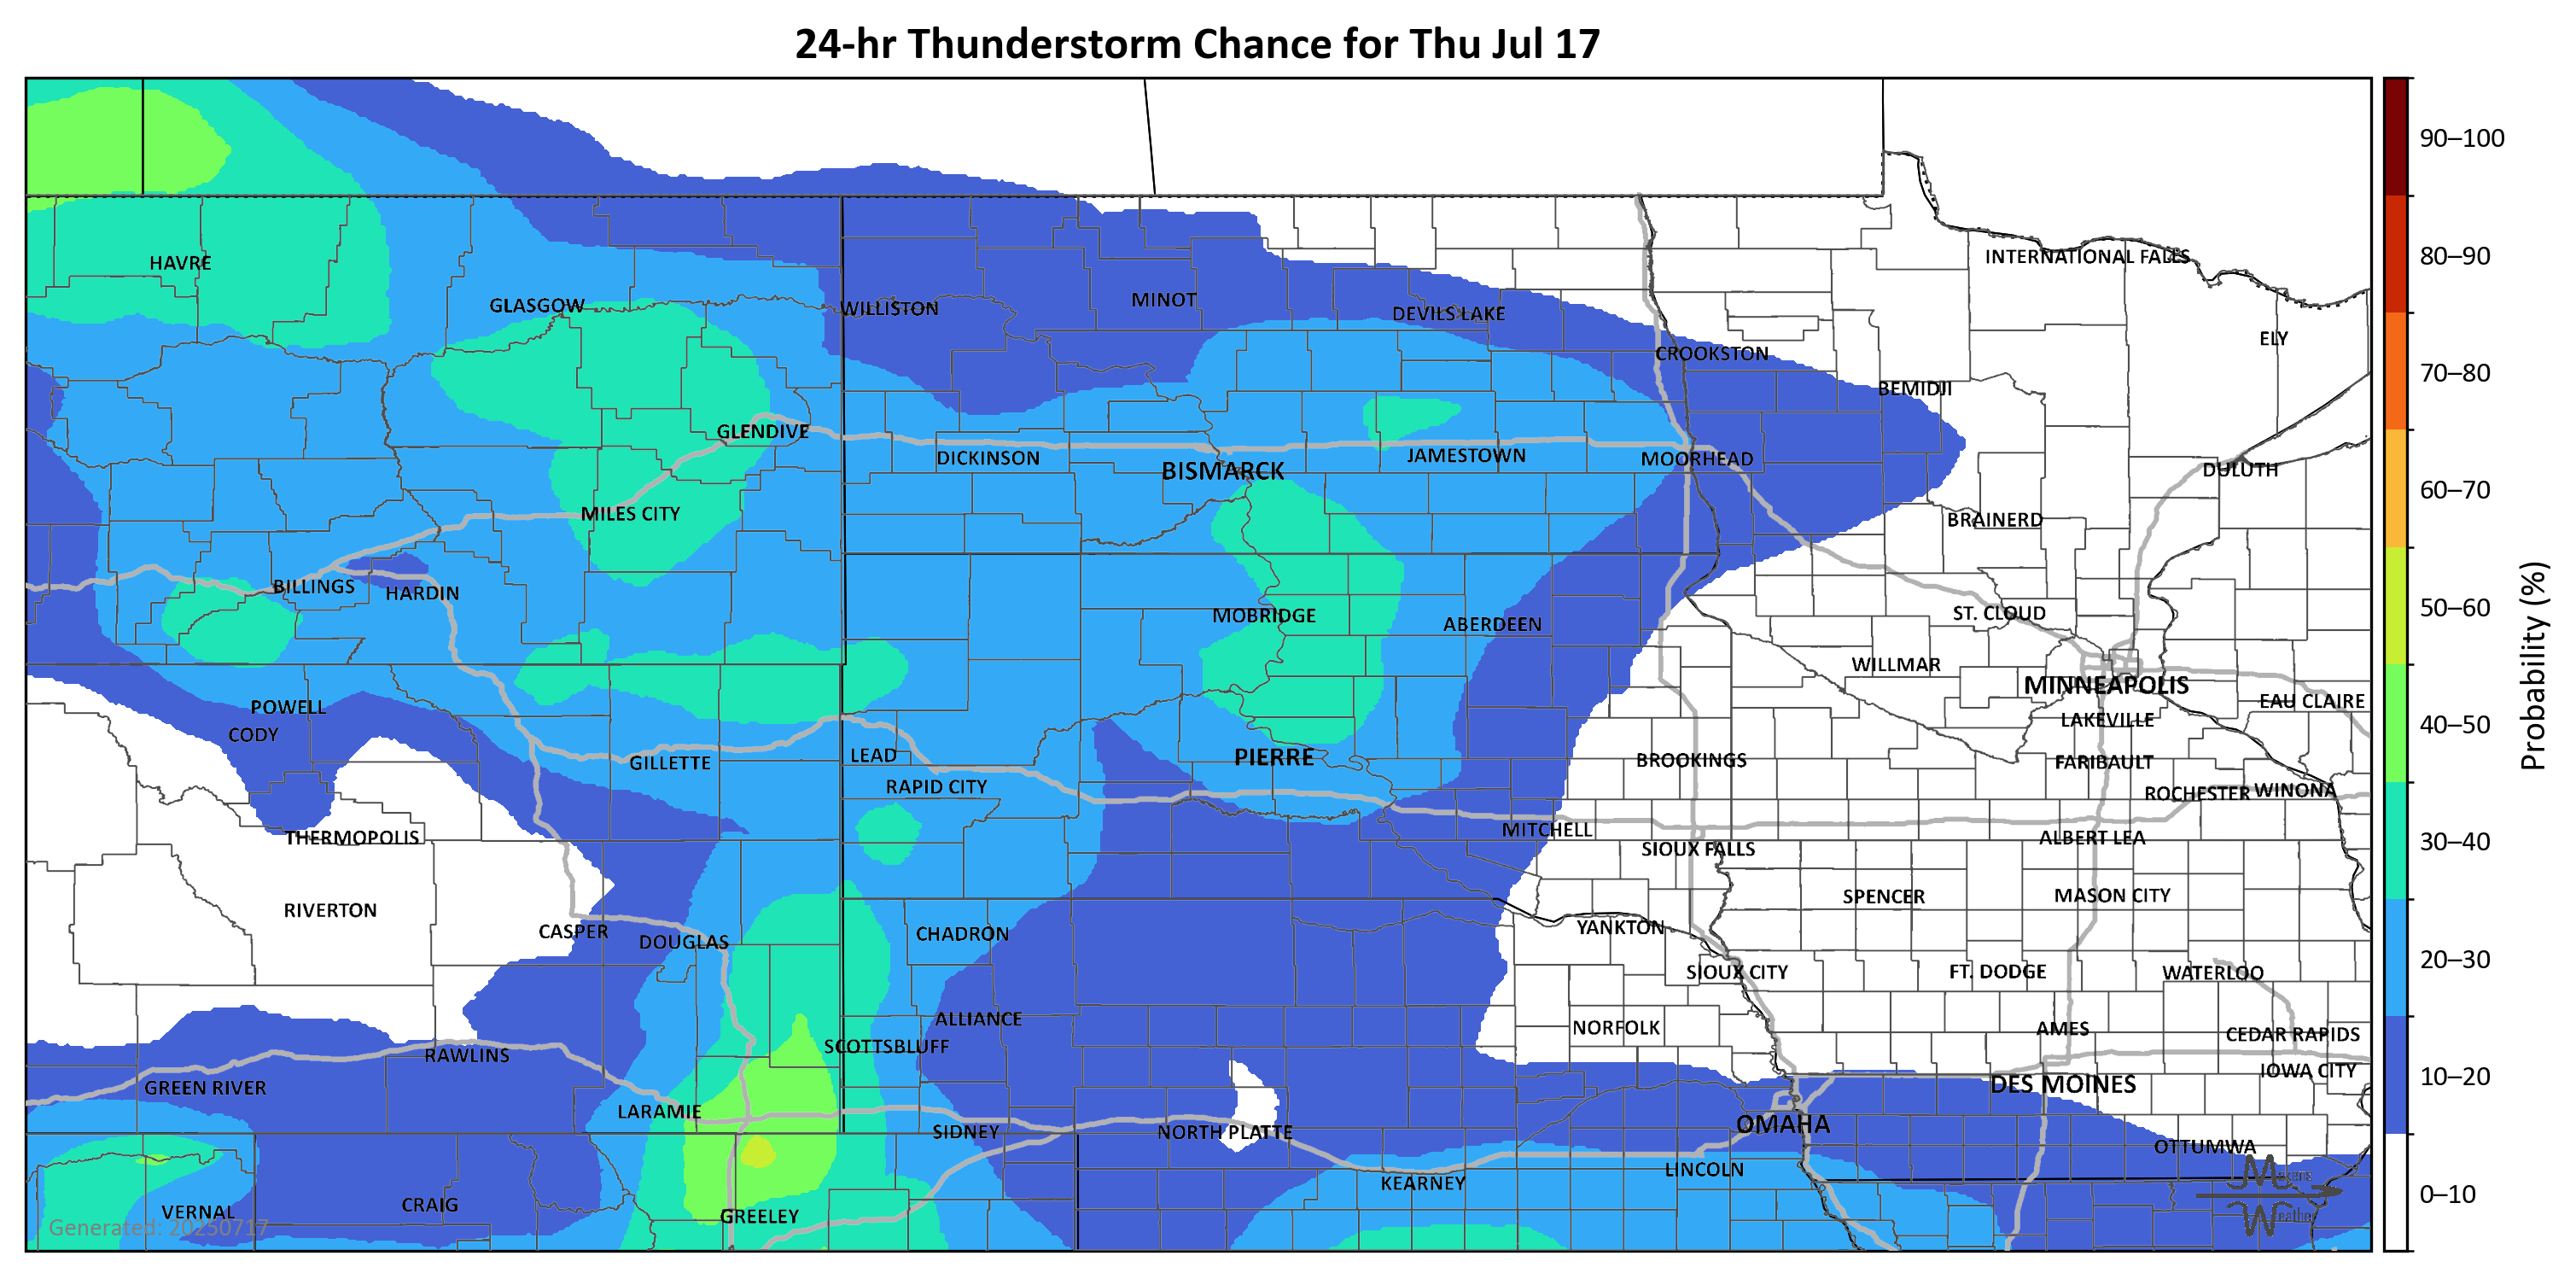 24-hr Thunderstorm Chance for Thu Jul 17
90–100
80–90
70–80
60–70
50–60
40–50
30–40
20–30
10–20
0–10
Probability (%)
HAVRE
INTERNATIONAL FALLS
GLASGOW
WILLISTON
MINOT
DEVILS LAKE
ELY
CROOKSTON
BEMIDJI
GLENDIVE
DICKINSON
BISMARCK
JAMESTOWN
MOORHEAD
DULUTH
MILES CITY
BRAINERD
BILLINGS
HARDIN
MOBRIDGE
ABERDEEN
ST. CLOUD
WILLMAR
MINNEAPOLIS
EAU CLAIRE
POWELL
CODY
LAKEVILLE
GILLETTE
LEAD
PIERRE
BROOKINGS
FARIBAULT
RAPID CITY
ROCHESTER
WINONA
THERMOPOLIS
MITCHELL
ALBERT LEA
SIOUX FALLS
RIVERTON
SPENCER
MASON CITY
CASPER
DOUGLAS
CHADRON
YANKTON
SIOUX CITY
FT. DODGE
WATERLOO
ALLIANCE
NORFOLK
AMES
CEDAR RAPIDS
RAWLINS
SCOTTSBLUFF
GREEN RIVER
DES MOINES
IOWA CITY
LARAMIE
SIDNEY
NORTH PLATTE
OMAHA
OTTUMWA
LINCOLN
KEARNEY
VERNAL
CRAIG
GREELEY
Generated: 20250717
Makens
Weather